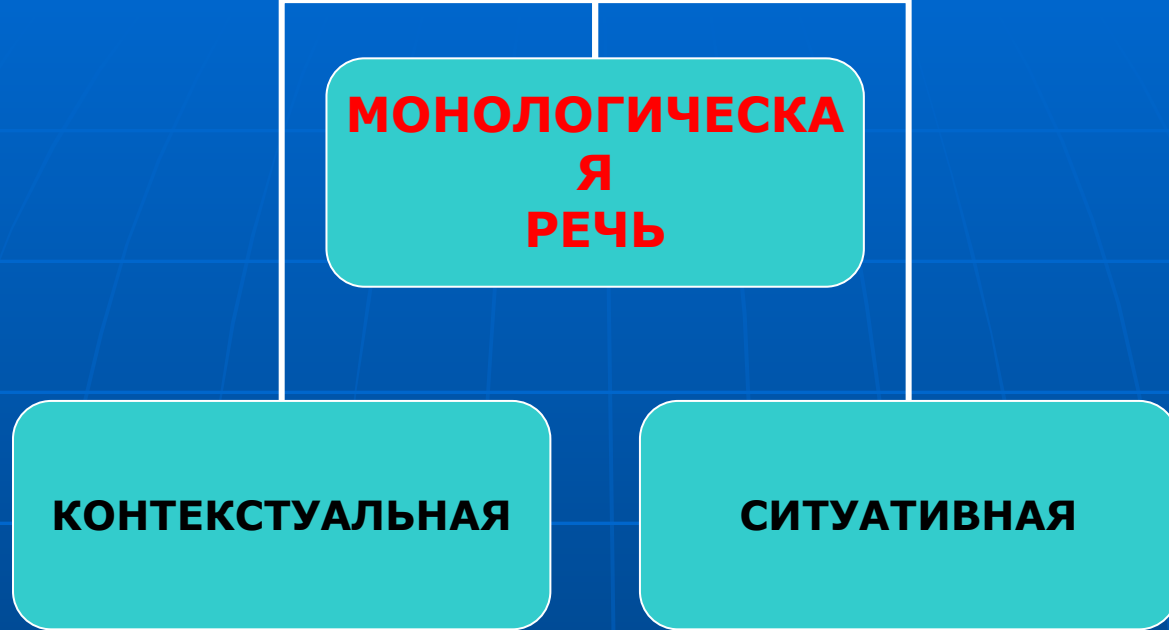 МОНОЛОГИЧЕСКА
Я
РЕЧЬ
КОНТЕКСТУАЛЬНАЯ
СИТУАТИВНАЯ